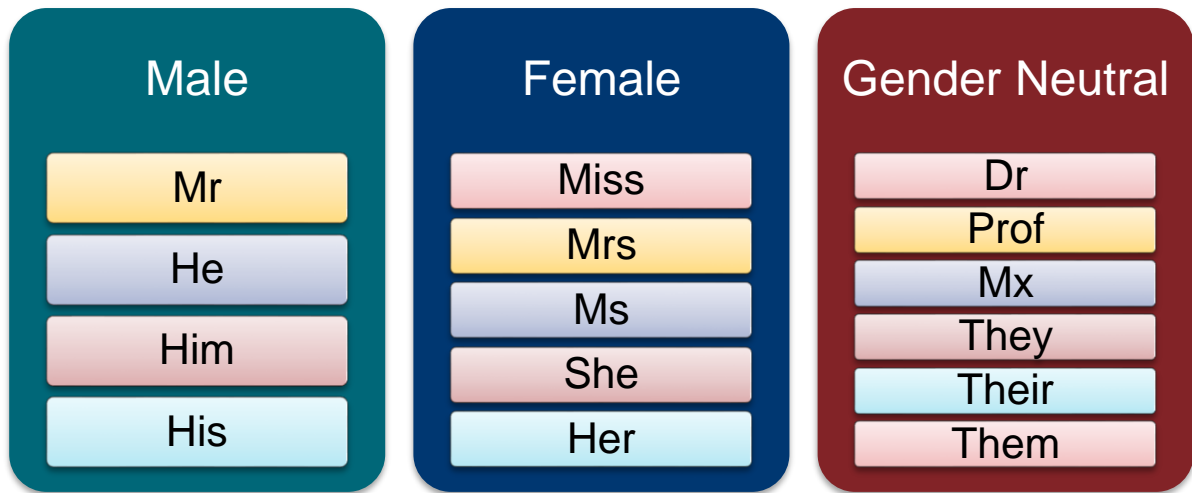 Male
Mr
He
Him
His
Female
Miss
Mrs
Ms
She
Her
Gender Neutral
Dr
Prof
Mx
They
Their
Them